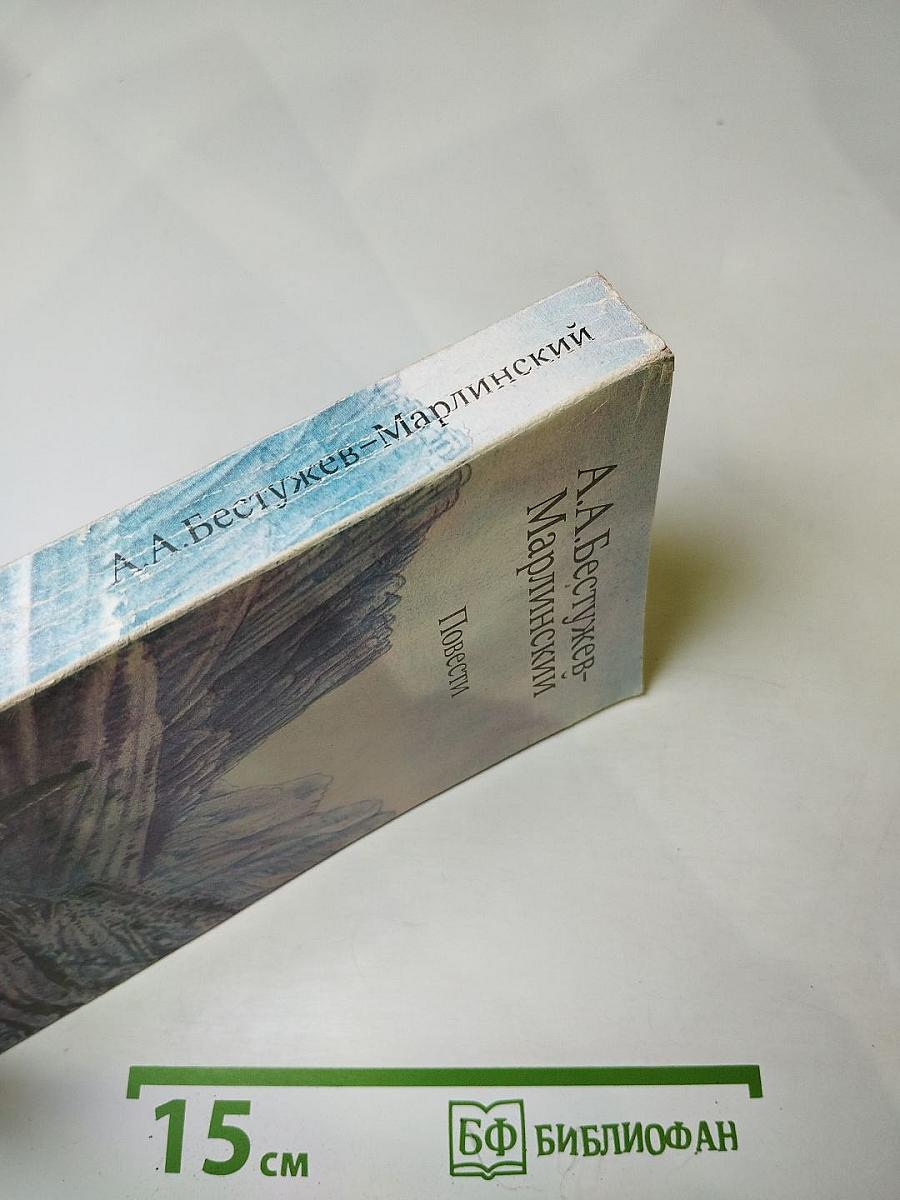 А.А.Бестужев-Марлинский
А.А.Бестужев-
Марлинский
Повести
15 см
БФ БИБЛИОФАН